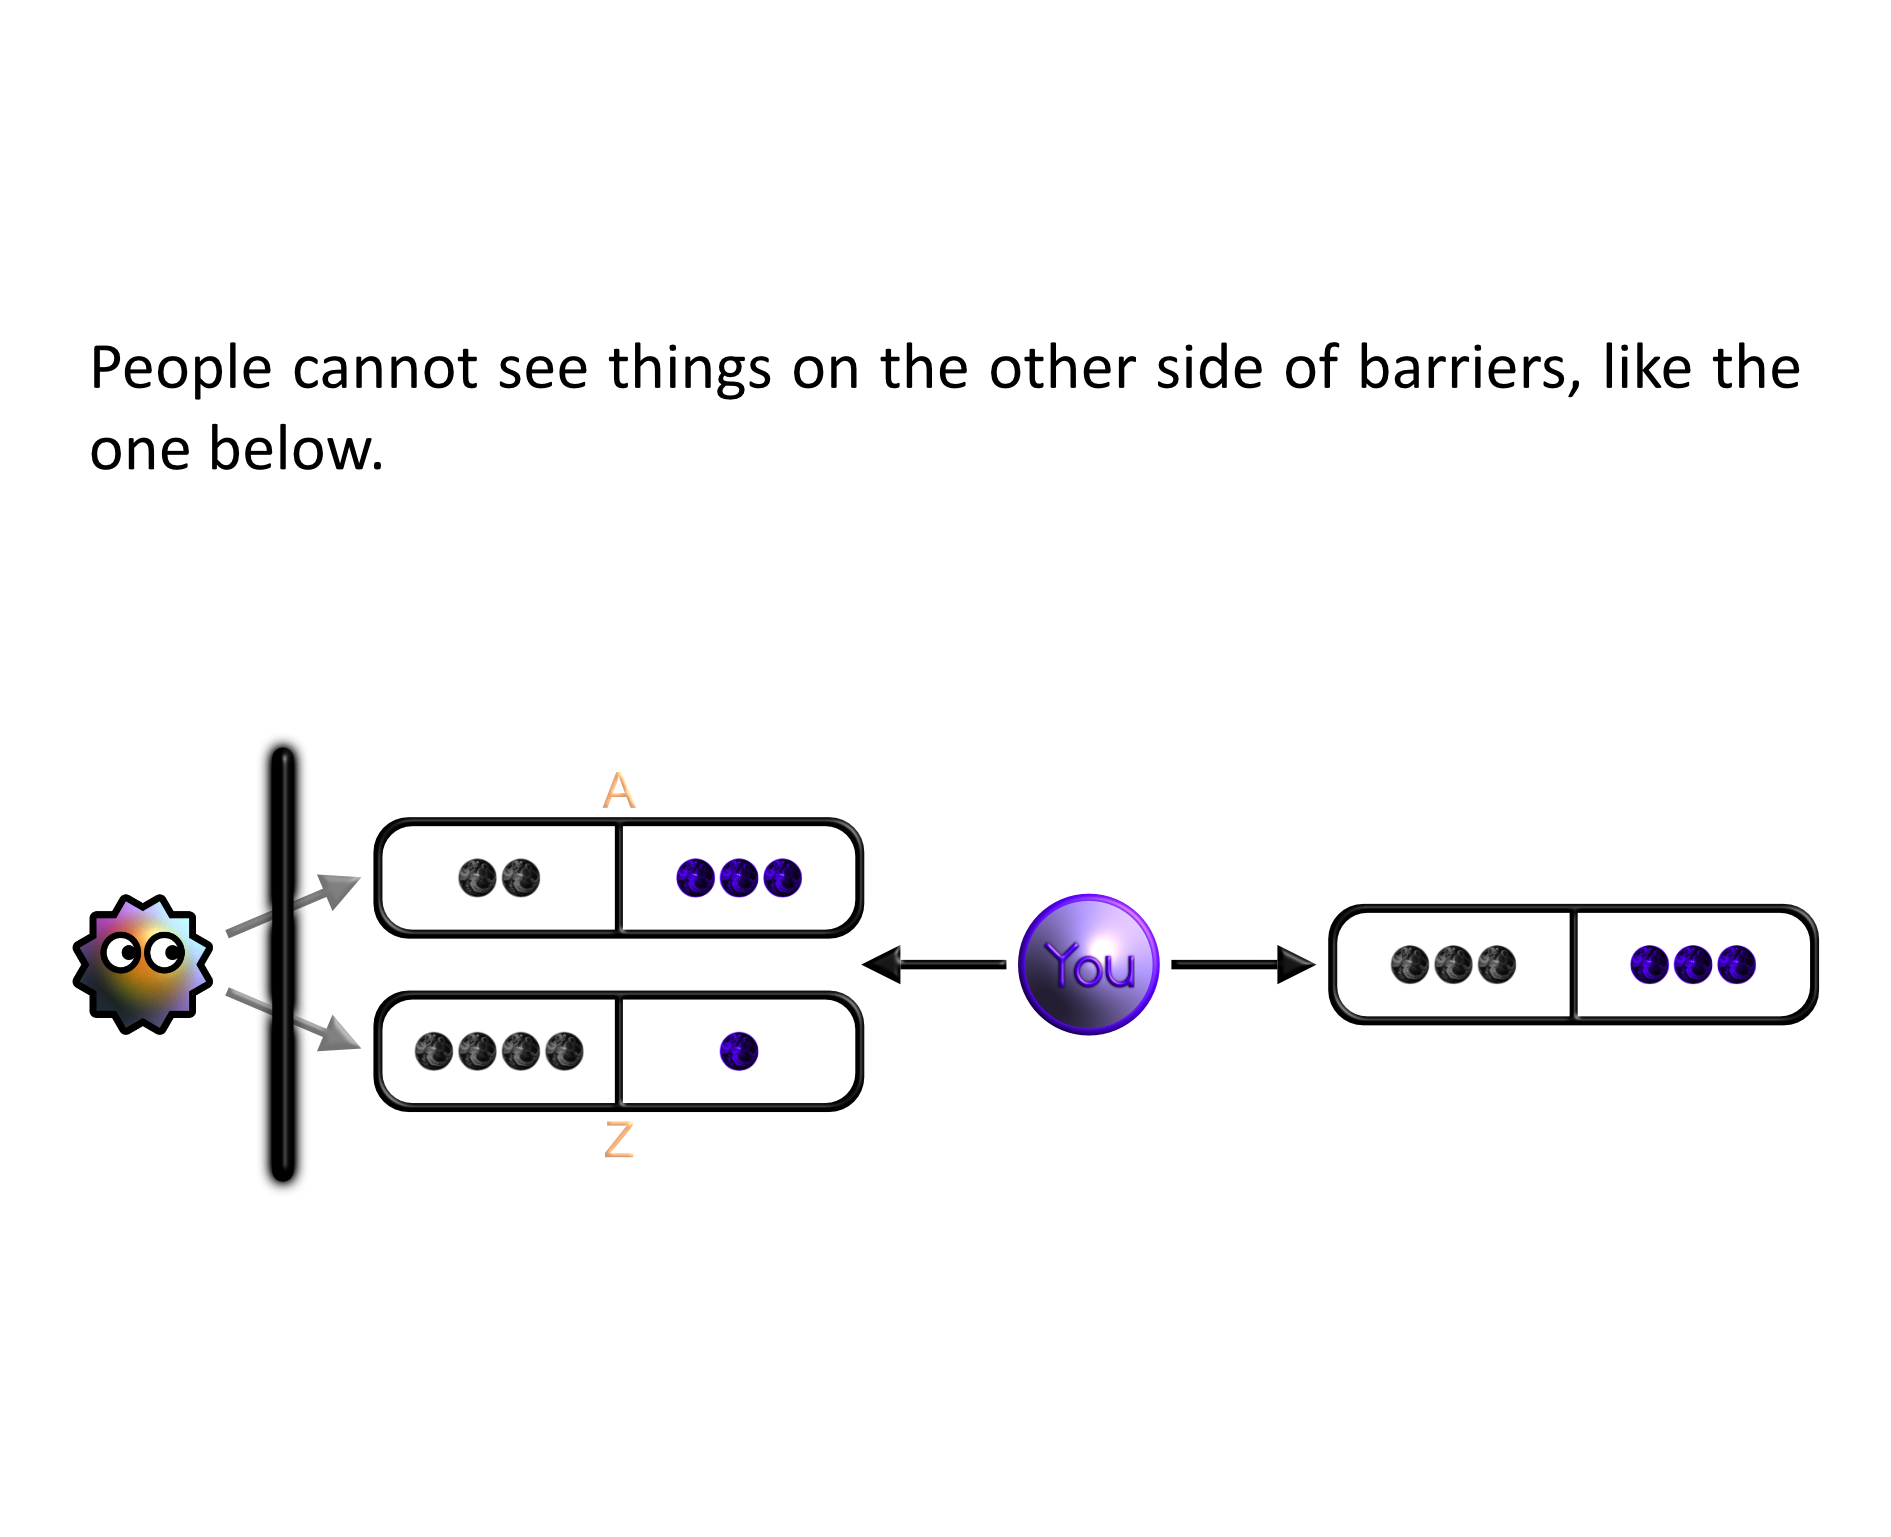 People cannot see things on the other side of barriers, like the
one below.
A
You
Z